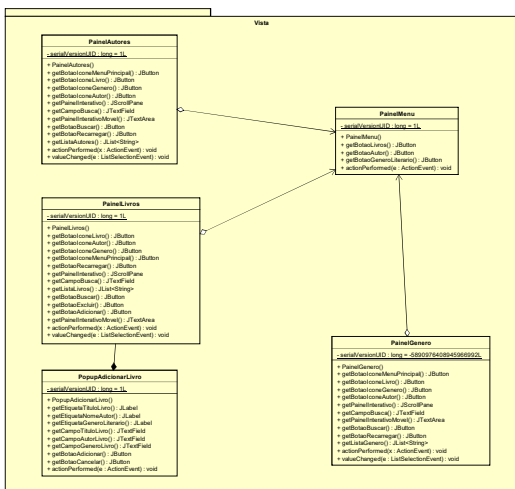 Vista
PainelAutores
- serialVersionUID : long = 1L
+ PainelAutores()
+ getBotaoIconeMenuPrincipal() : JButton
+ getBotaoIconeLivro() : JButton
+ getBotaoIconeGenero() : JButton
+ getBotaoIconeAutor() : JButton
+ getPainelInterativo() : JScrollPane
+ getCampoBusca() : JTextField
+ getPainelInterativoMovel() : JTextArea
+ getBotaoBuscar() : JButton
+ getBotaoRecarregar() : JButton
+ getListaAutores() : JList<String>
+ actionPerformed(x : ActionEvent) : void
+ valueChanged(e : ListSelectionEvent) : void
PainelMenu
- serialVersionUID : long = 1L
+ PainelMenu()
+ getBotaoLivros() : JButton
+ getBotaoAutor() : JButton
+ getBotaoGeneroLiterario() : JButton
+ actionPerformed(e : ActionEvent) : void
PainelLivros
- serialVersionUID : long = 1L
+ PainelLivros()
+ getBotaoIconeLivro() : JButton
+ getBotaoIconeAutor() : JButton
+ getBotaoIconeGenero() : JButton
+ getBotaoIconeMenuPrincipal() : JButton
+ getBotaoRecarregar() : JButton
+ getPainelInterativo() : JScrollPane
+ getCampoBusca() : JTextField
+ getListaLivros() : JList<String>
+ getBotaoBuscar() : JButton
+ getBotaoExcluir() : JButton
+ getBotaoAdicionar() : JButton
+ getPainelInterativoMovel() : JTextArea
+ actionPerformed(x : ActionEvent) : void
+ valueChanged(e : ListSelectionEvent) : void
PopupAdicionarLivro
- serialVersionUID : long = 1L
+ PopupAdicionarLivro()
+ getEtiquetaTituloLivro() : JLabel
+ getEtiquetaNomeAutor() : JLabel
+ getEtiquetaGeneroLiterario() : JLabel
+ getCampoTituloLivro() : JTextField
+ getCampoAutorLivro() : JTextField
+ getCampoGeneroLivro() : JTextField
+ getBotaoAdicionar() : JButton
+ getBotaoCancelar() : JButton
+ actionPerformed(e : ActionEvent) : void
PainelGenero
- serialVersionUID : long = -5890976408945966992L
+ PainelGenero()
+ getBotaoIconeMenuPrincipal() : JButton
+ getBotaoIconeLivro() : JButton
+ getBotaoIconeGenero() : JButton
+ getBotaoIconeAutor() : JButton
+ getPainelInterativo() : JScrollPane
+ getCampoBusca() : JTextField
+ getPainelInterativoMovel() : JTextArea
+ getBotaoBuscar() : JButton
+ getBotaoRecarregar() : JButton
+ getListaGenero() : JList<String>
+ actionPerformed(x : ActionEvent) : void
+ valueChanged(e : ListSelectionEvent) : void